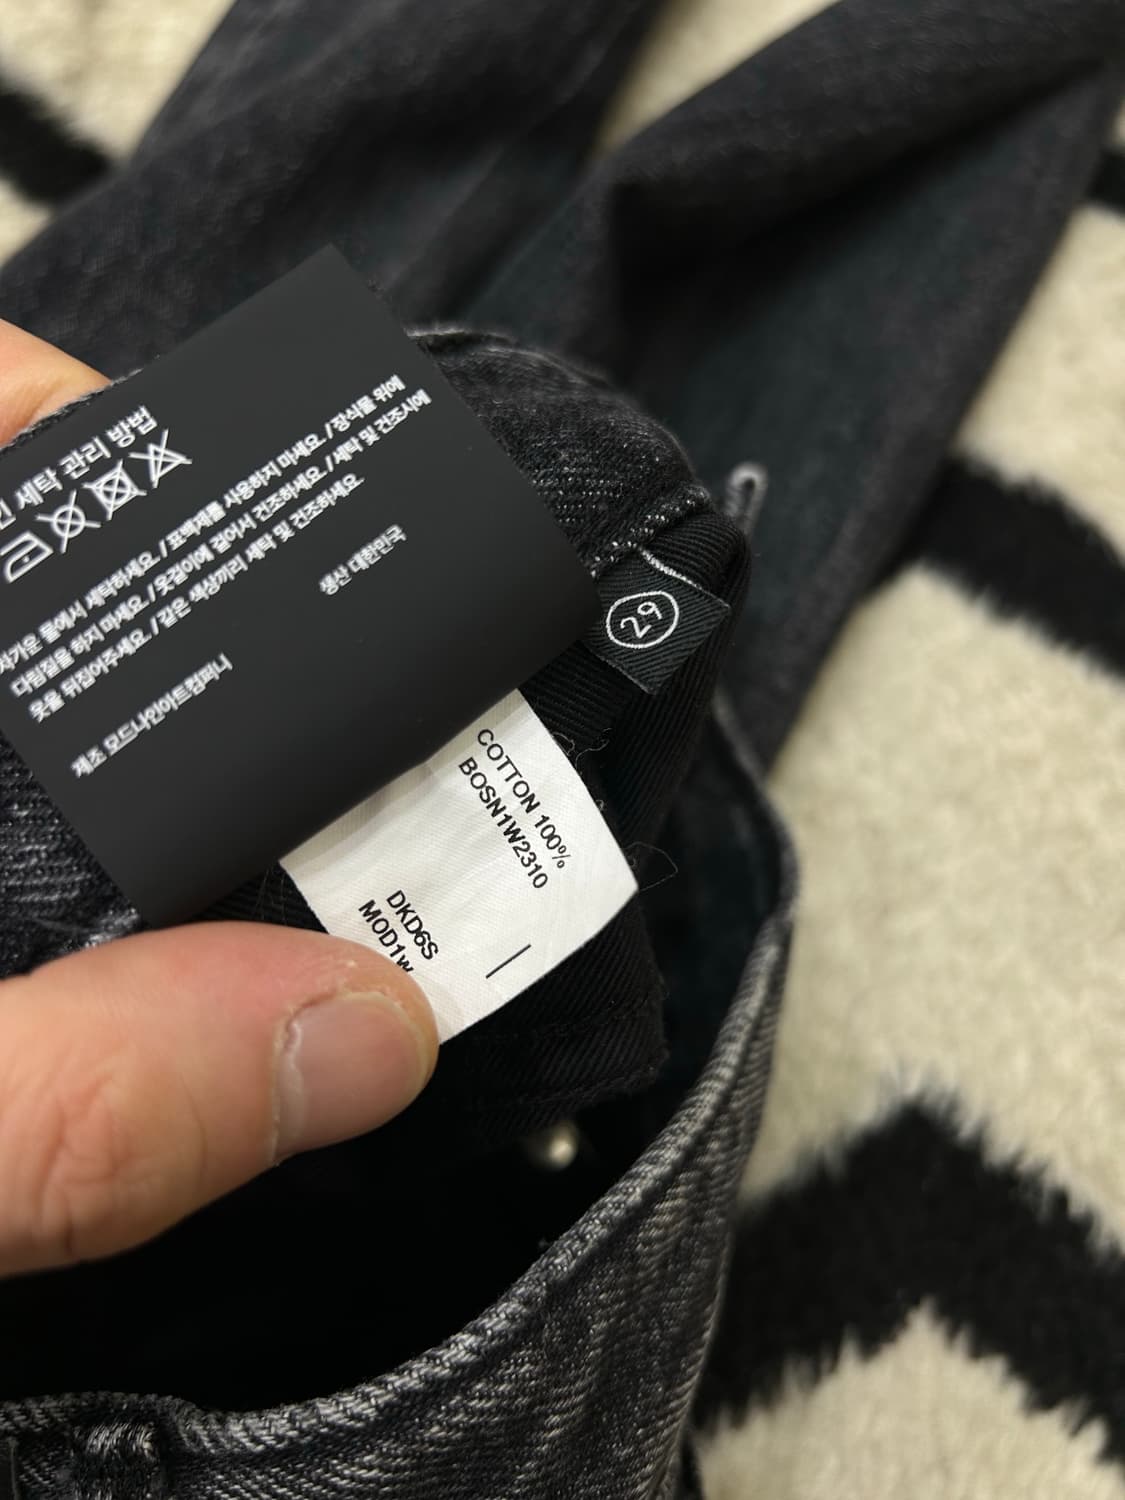 인 세탁 관리 방법
차가운 물에서 세탁하세요. / 표백제를 사용하지 마세요. / 장식물 위에
다림질을 하지 마세요. / 옷걸이에 걸어서 건조하세요. / 세탁 및 건조시에
옷을 뒤집어주세요. / 같은 색상끼리 세탁 및 건조하세요.
생산 대한민국
제조 모드나인아트컴퍼니
29
COTTON 100%
BOSN1W2310
DKD6S
MOD1W